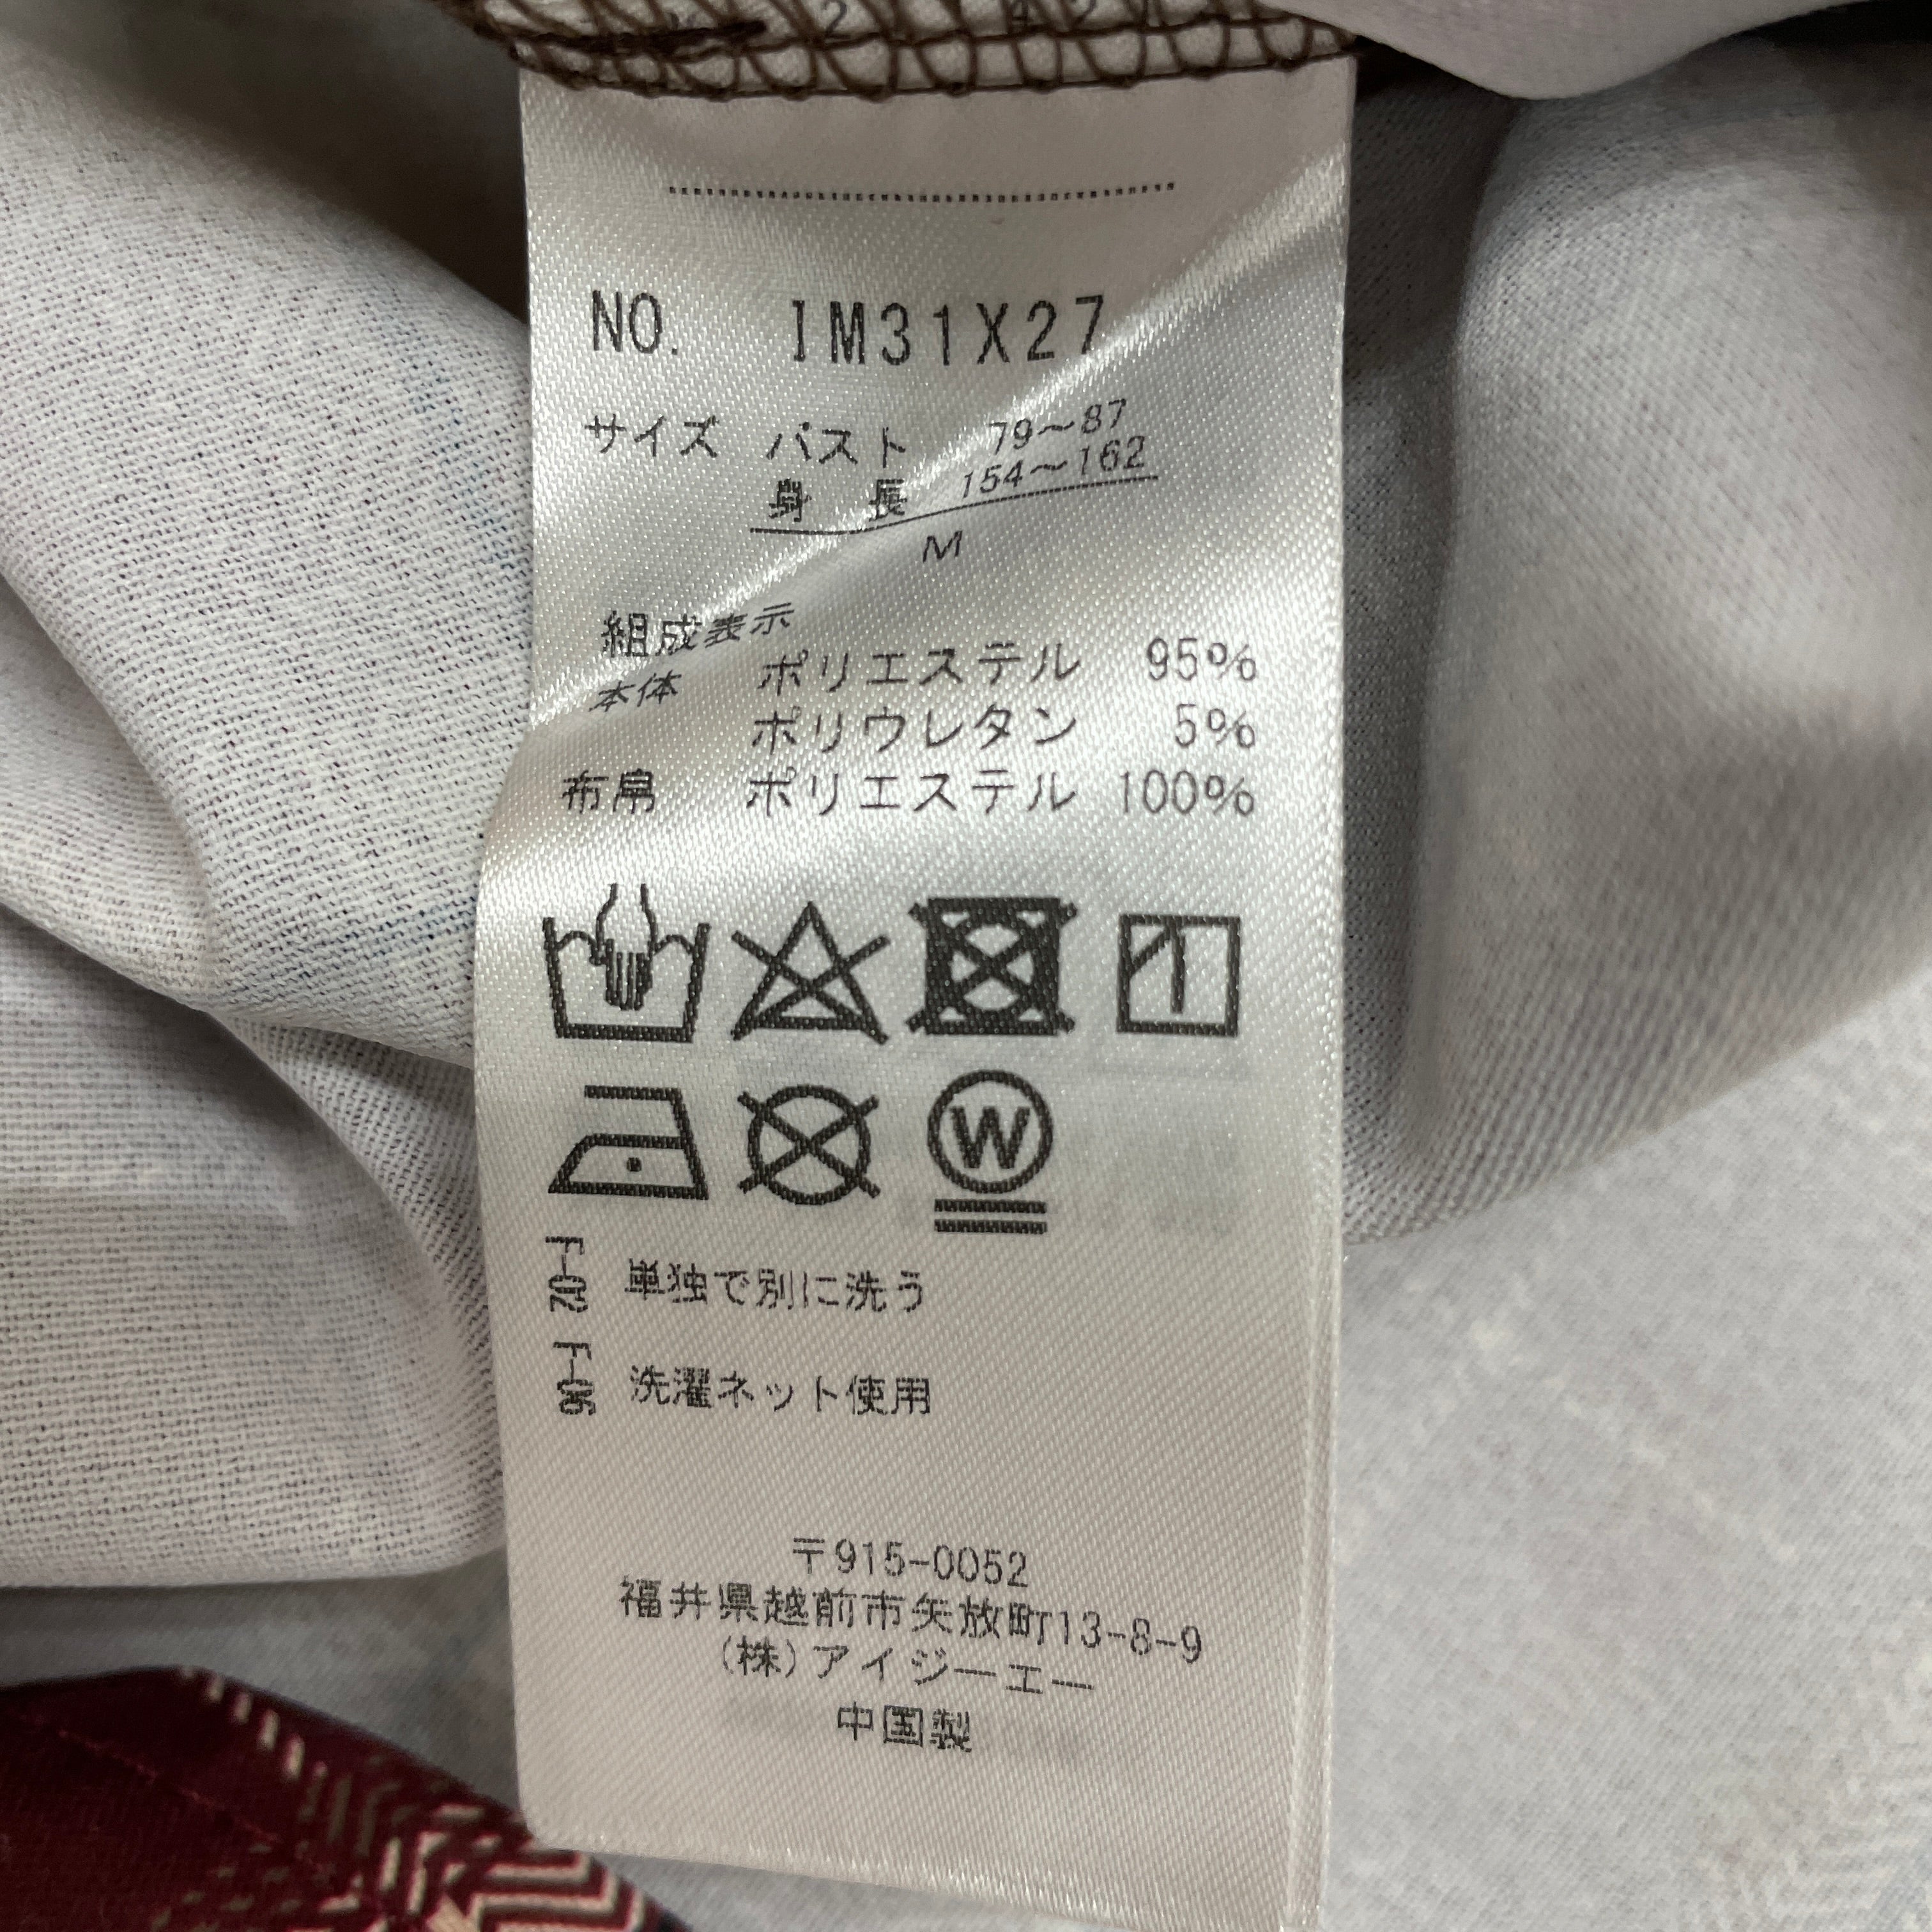 NO. IM31X27
サイズ バスト 79〜87
身長 154〜162
M
組成表示
本体 ポリエステル 95%
ポリウレタン 5%
布帛 ポリエステル 100%
W
F-02 単独で別に洗う
F-06 洗濯ネット使用
〒915-0052
福井県越前市矢放町13-8-9
(株)アイジーエー
中国製